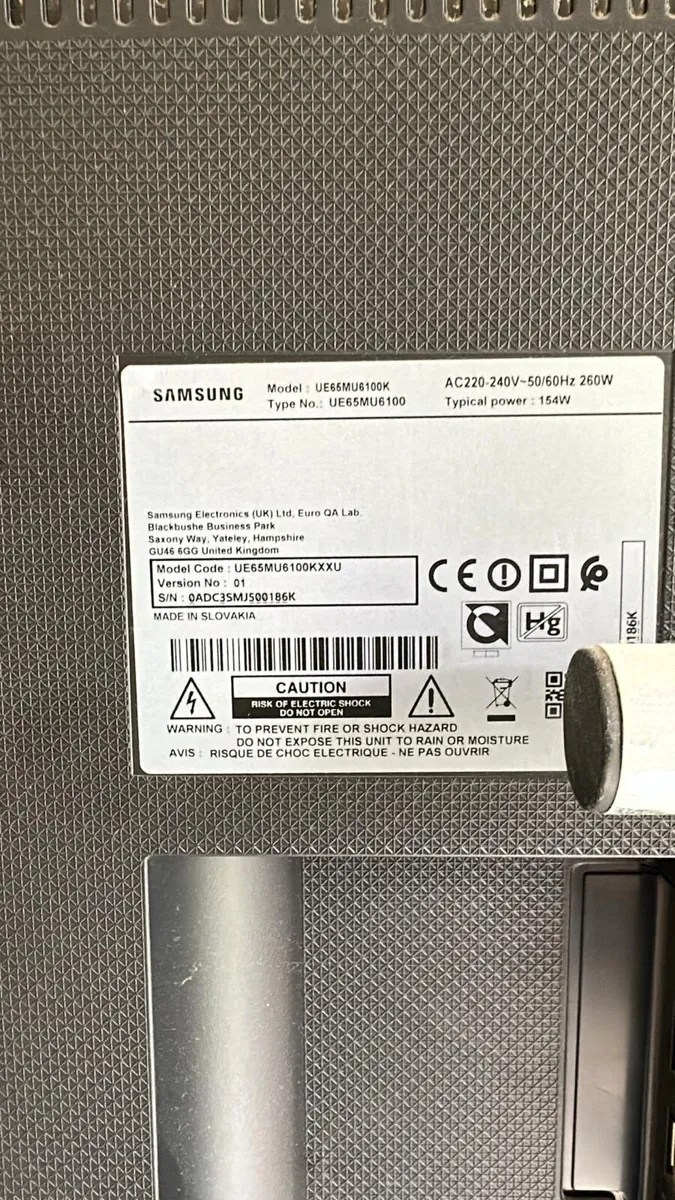 SAMSUNG
Model : UE65MU6100K
Type No.: UE65MU6100
AC220-240V~50/60Hz 260W
Typical power : 154W
Samsung Electronics (UK) Ltd, Euro QA Lab.
Blackbushe Business Park
Saxony Way, Yateley, Hampshire
GU46 6GG United Kingdom
Model Code : UE65MU6100KXXU
Version No : 01
S/N : 0ADC3SMJ500186K
MADE IN SLOVAKIA
CE
Hg
186K
CAUTION
RISK OF ELECTRIC SHOCK
DO NOT OPEN
WARNING : TO PREVENT FIRE OR SHOCK HAZARD
DO NOT EXPOSE THIS UNIT TO RAIN OR MOISTURE
AVIS : RISQUE DE CHOC ELECTRIQUE - NE PAS OUVRIR